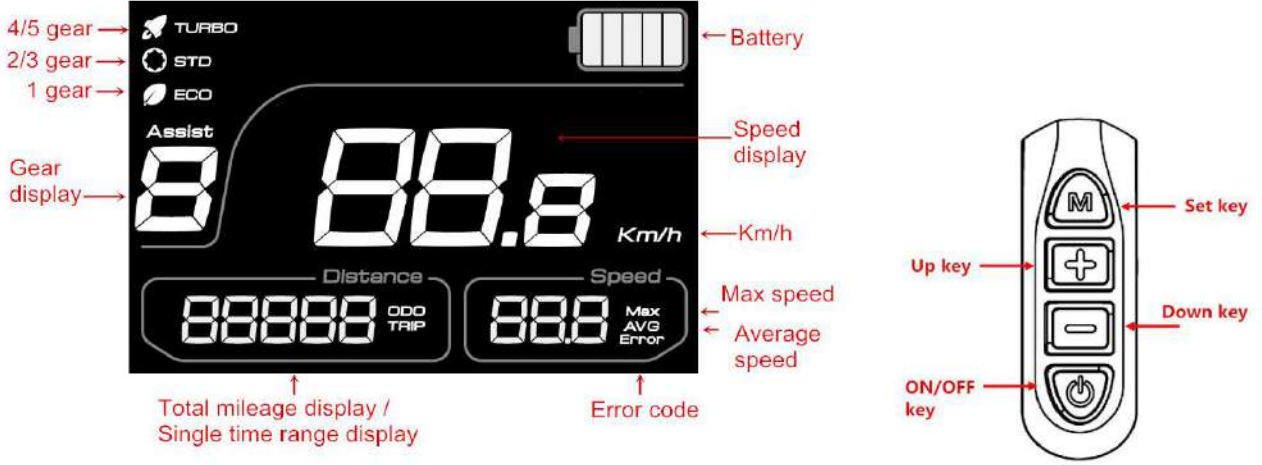 4/5 gear
TURBO
2/3 gear
STD
1 gear
ECO
Battery
Assist
8
Gear
display
88.8
Speed
display
Km/h
Km/h
Distance
88888
ODO
TRIP
Speed
88.8
Max
AVG
Error
Max speed
Average
speed
Total mileage display /
Single time range display
Error code
M
Set key
Up key
Down key
ON/OFF
key